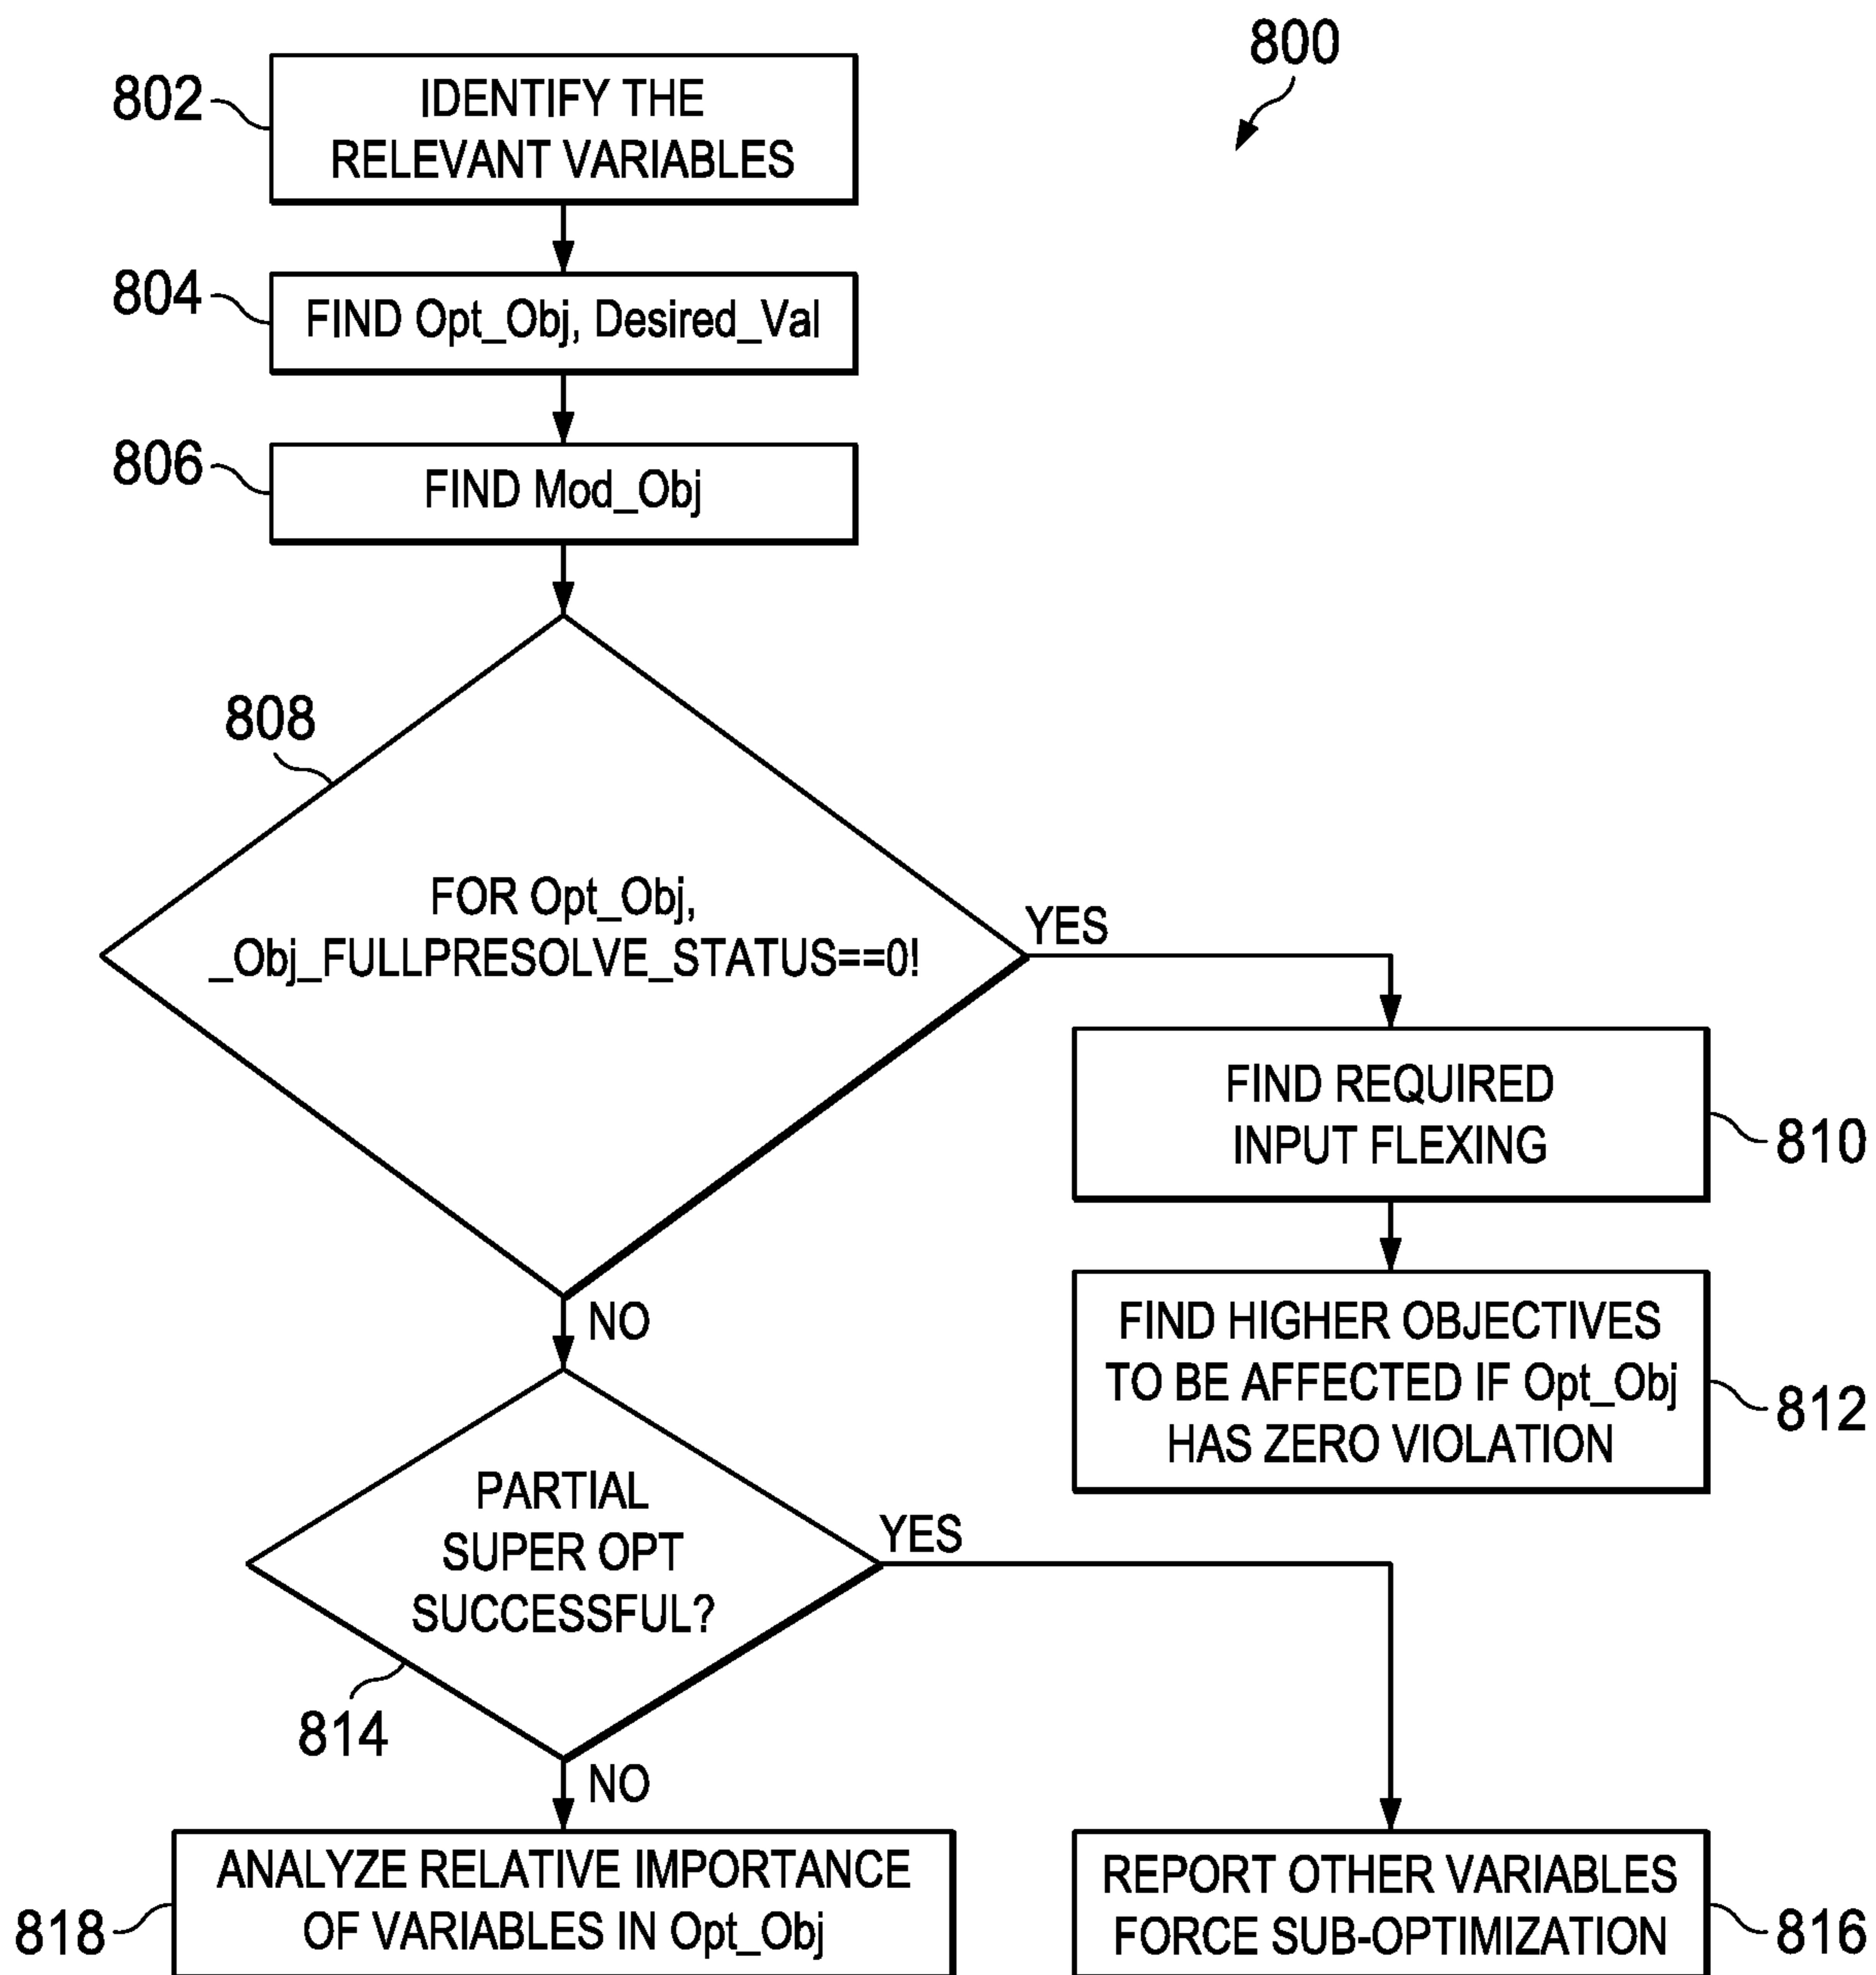 800
802
IDENTIFY THE
RELEVANT VARIABLES
804
FIND Opt_Obj, Desired_Val
806
FIND Mod_Obj
808
FOR Opt_Obj,
_Obj_FULLPRESOLVE_STATUS==0!
YES
FIND REQUIRED
INPUT FLEXING
810
FIND HIGHER OBJECTIVES
TO BE AFFECTED IF Opt_Obj
HAS ZERO VIOLATION
812
NO
PARTIAL
SUPER OPT
SUCCESSFUL?
YES
814
NO
ANALYZE RELATIVE IMPORTANCE
OF VARIABLES IN Opt_Obj
818
REPORT OTHER VARIABLES
FORCE SUB-OPTIMIZATION
816